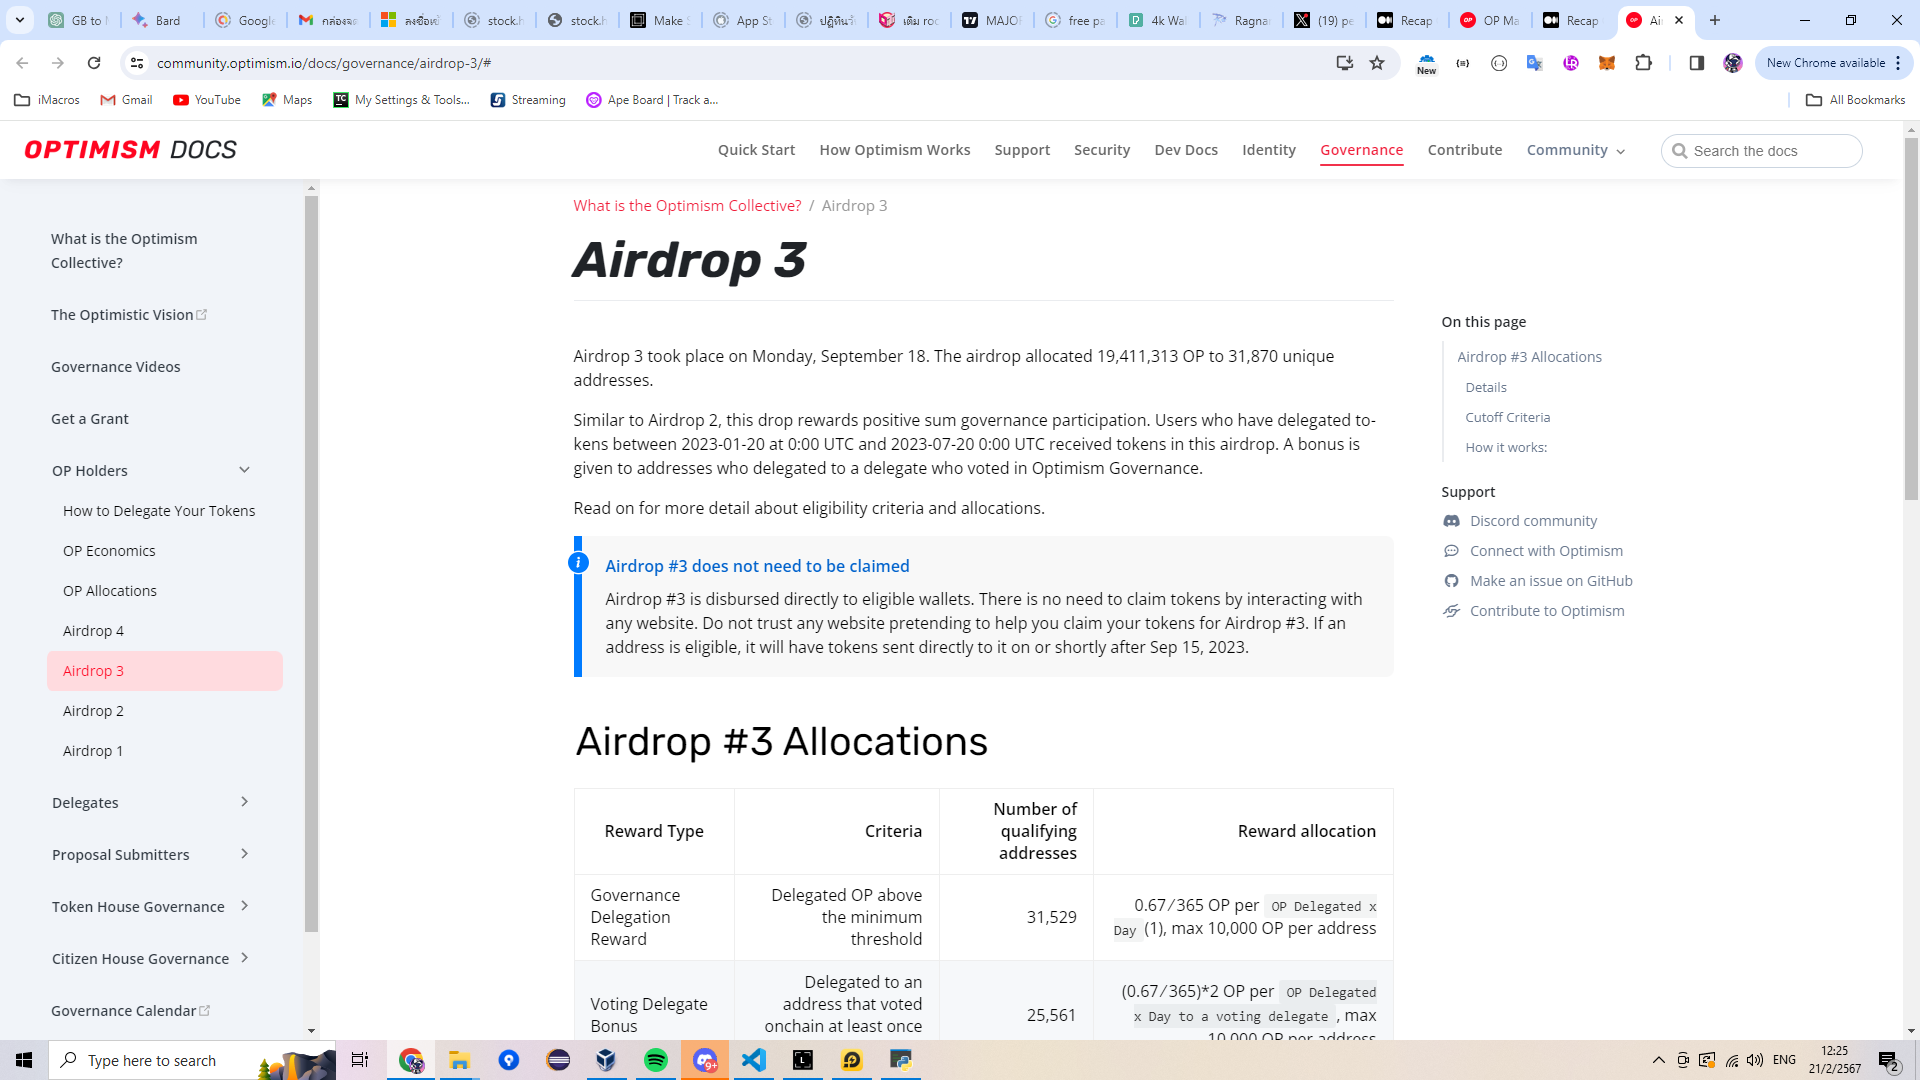 GB to M
Bard
Google
กล่องจด
ลงชื่อเข้
stock.h
stock.h
Make S
App St
ปฏิทินวั
เติม roc
MAJOR
free pa
4k Wal
Ragnar
(19) pe
Recap
OP Ma
Recap
Air
community.optimism.io/docs/governance/airdrop-3/#
New
New Chrome available
iMacros
Gmail
YouTube
Maps
My Settings & Tools...
Streaming
Ape Board | Track a...
All Bookmarks
OPTIMISM DOCS
Quick Start
How Optimism Works
Support
Security
Dev Docs
Identity
Governance
Contribute
Community
Search the docs
What is the Optimism
Collective?
The Optimistic Vision
Governance Videos
Get a Grant
OP Holders
How to Delegate Your Tokens
OP Economics
OP Allocations
Airdrop 4
Airdrop 3
Airdrop 2
Airdrop 1
Delegates
Proposal Submitters
Token House Governance
Citizen House Governance
Governance Calendar
What is the Optimism Collective? / Airdrop 3
Airdrop 3
Airdrop 3 took place on Monday, September 18. The airdrop allocated 19,411,313 OP to 31,870 unique
addresses.
Similar to Airdrop 2, this drop rewards positive sum governance participation. Users who have delegated to-
kens between 2023-01-20 at 0:00 UTC and 2023-07-20 0:00 UTC received tokens in this airdrop. A bonus is
given to addresses who delegated to a delegate who voted in Optimism Governance.
Read on for more detail about eligibility criteria and allocations.
Airdrop #3 does not need to be claimed
Airdrop #3 is disbursed directly to eligible wallets. There is no need to claim tokens by interacting with
any website. Do not trust any website pretending to help you claim your tokens for Airdrop #3. If an
address is eligible, it will have tokens sent directly to it on or shortly after Sep 15, 2023.
Airdrop #3 Allocations
Reward Type
Criteria
Number of
qualifying
addresses
Reward allocation
Governance
Delegation
Reward
Delegated OP above
the minimum
threshold
31,529
0.67/365 OP per OP Delegated x
Day (1), max 10,000 OP per address
Voting Delegate
Bonus
Delegated to an
address that voted
onchain at least once
25,561
(0.67/365)*2 OP per OP Delegated
x Day to a voting delegate , max
10,000 OP per address
On this page
Airdrop #3 Allocations
Details
Cutoff Criteria
How it works:
Support
Discord community
Connect with Optimism
Make an issue on GitHub
Contribute to Optimism
Type here to search
9+
ENG
12:25
21/2/2567
2